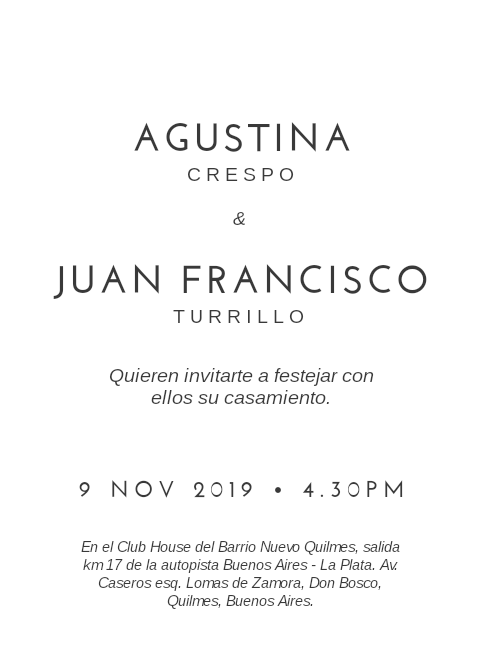 AGUSTINA
CRESPO
&
JUAN FRANCISCO
TURRILLO
Quieren invitarte a festejar con
ellos su casamiento.
9 NOV 2019 • 4.30PM
En el Club House del Barrio Nuevo Quilmes, salida
km 17 de la autopista Buenos Aires - La Plata. Av.
Caseros esq. Lomas de Zamora, Don Bosco,
Quilmes, Buenos Aires.